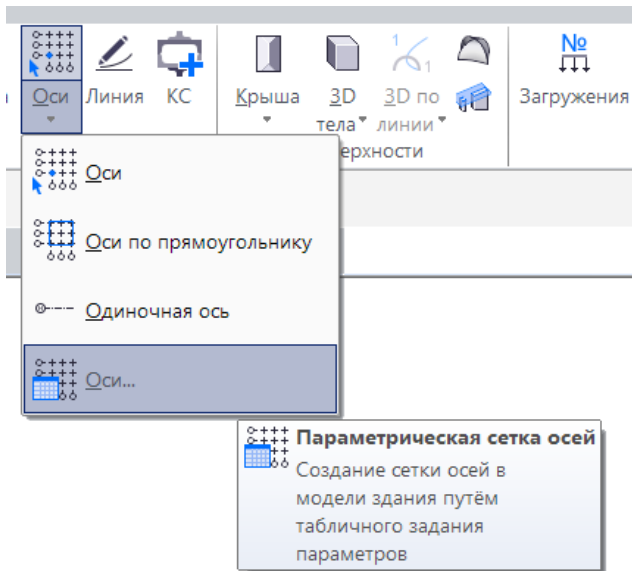 №
Оси Линия КС Крыша 3D тела 3D по линии Загружения
ерхности
Оси
Оси по прямоугольнику
Одиночная ось
Оси...
Параметрическая сетка осей
Создание сетки осей в
модели здания путём
табличного задания
параметров